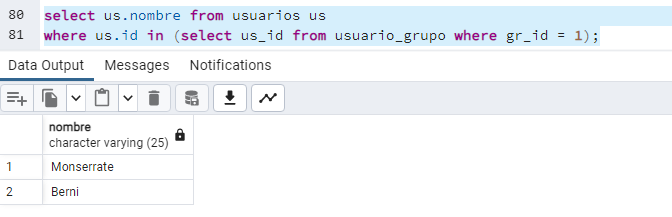 80 select us.nombre from usuarios us
81 where us.id in (select us_id from usuario_grupo where gr_id = 1);
Data Output Messages Notifications
nombre
character varying (25)
1 Monserrate
2 Berni